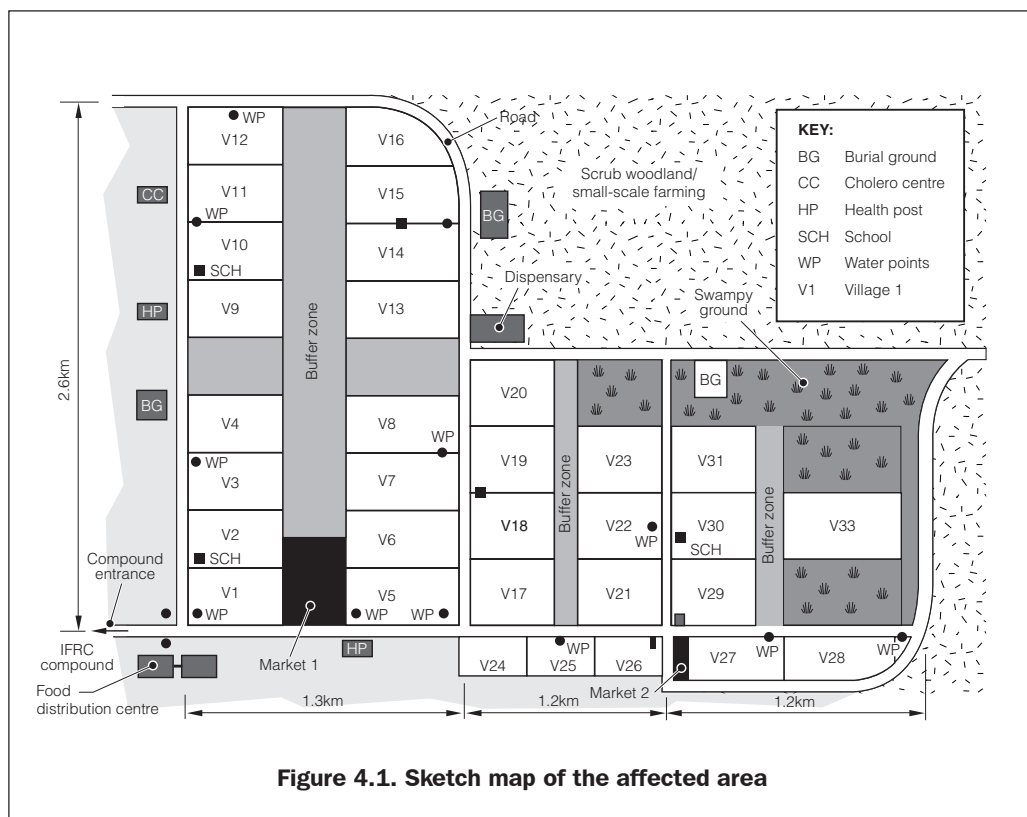 Road
KEY:
BG Burial ground
CC Cholero centre
HP Health post
SCH School
WP Water points
V1 Village 1
Scrub woodland/
small-scale farming
Dispensary
Swampy
ground
WP
V12
V16
CC
V11
V15
WP
BG
V10
V14
SCH
HP
V9
V13
Buffer zone
2.6km
BG
V4
V8
WP
WP
V3
V7
V2
V6
SCH
V1
WP
V5
WP
WP
V20
BG
V19
V23
V31
Buffer zone
Buffer zone
V18
V22
WP
V30
SCH
V33
V17
V21
V29
Compound
entrance
IFRC
compound
Food
distribution centre
Market 1
HP
V24
WP
V25
V26
Market 2
V27
WP
V28
WP
1.3km
1.2km
1.2km
Figure 4.1. Sketch map of the affected area